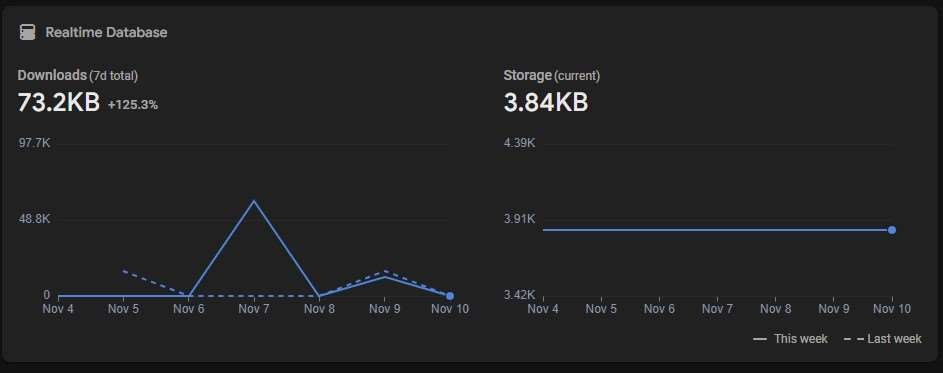 Realtime Database
Downloads (7d total)
73.2KB +125.3%
97.7K
48.8K
0
Nov 4 Nov 5 Nov 6 Nov 7 Nov 8 Nov 9 Nov 10
Storage (current)
3.84KB
4.39K
3.91K
3.42K
Nov 4 Nov 5 Nov 6 Nov 7 Nov 8 Nov 9 Nov 10
This week Last week